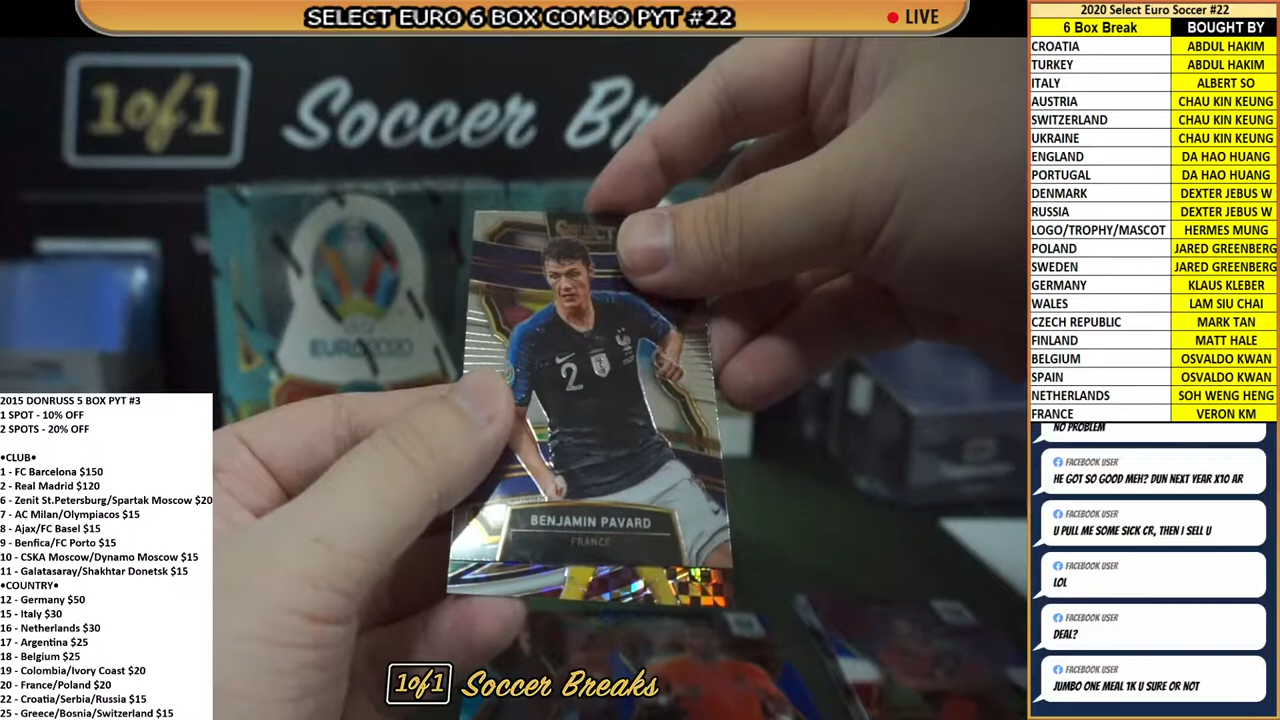 SELECT EURO 6 BOX COMBO PYT #22
LIVE
1of1 Soccer Br
EURO2020
SELECT
2
BENJAMIN PAVARD
FRANCE
1of1 Soccer Breaks
2020 Select Euro Soccer #22
6 Box Break BOUGHT BY
CROATIA ABDUL HAKIM
TURKEY ABDUL HAKIM
ITALY ALBERT SO
AUSTRIA CHAU KIN KEUNG
SWITZERLAND CHAU KIN KEUNG
UKRAINE CHAU KIN KEUNG
ENGLAND DA HAO HUANG
PORTUGAL DA HAO HUANG
DENMARK DEXTER JEBUS W
RUSSIA DEXTER JEBUS W
LOGO/TROPHY/MASCOT HERMES MUNG
POLAND JARED GREENBERG
SWEDEN JARED GREENBERG
GERMANY KLAUS KLEBER
WALES LAM SIU CHAI
CZECH REPUBLIC MARK TAN
FINLAND MATT HALE
BELGIUM OSVALDO KWAN
SPAIN OSVALDO KWAN
NETHERLANDS SOH WENG HENG
FRANCE VERON KM
NO PROBLEM
FACEBOOK USER
HE GOT SO GOOD MEH? DUN NEXT YEAR X10 AR
FACEBOOK USER
U PULL ME SOME SICK CR, THEN I SELL U
FACEBOOK USER
LOL
FACEBOOK USER
DEAL?
FACEBOOK USER
JUMBO ONE MEAL 1K U SURE OR NOT
2015 DONRUSS 5 BOX PYT #3
1 SPOT - 10% OFF
2 SPOTS - 20% OFF
•CLUB•
1 - FC Barcelona $150
2 - Real Madrid $120
6 - Zenit St.Petersburg/Spartak Moscow $20
7 - AC Milan/Olympiacos $15
8 - Ajax/FC Basel $15
9 - Benfica/FC Porto $15
10 - CSKA Moscow/Dynamo Moscow $15
11 - Galatasaray/Shakhtar Donetsk $15
•COUNTRY•
12 - Germany $50
15 - Italy $30
16 - Netherlands $30
17 - Argentina $25
18 - Belgium $25
19 - Colombia/Ivory Coast $20
20 - France/Poland $20
22 - Croatia/Serbia/Russia $15
25 - Greece/Bosnia/Switzerland $15